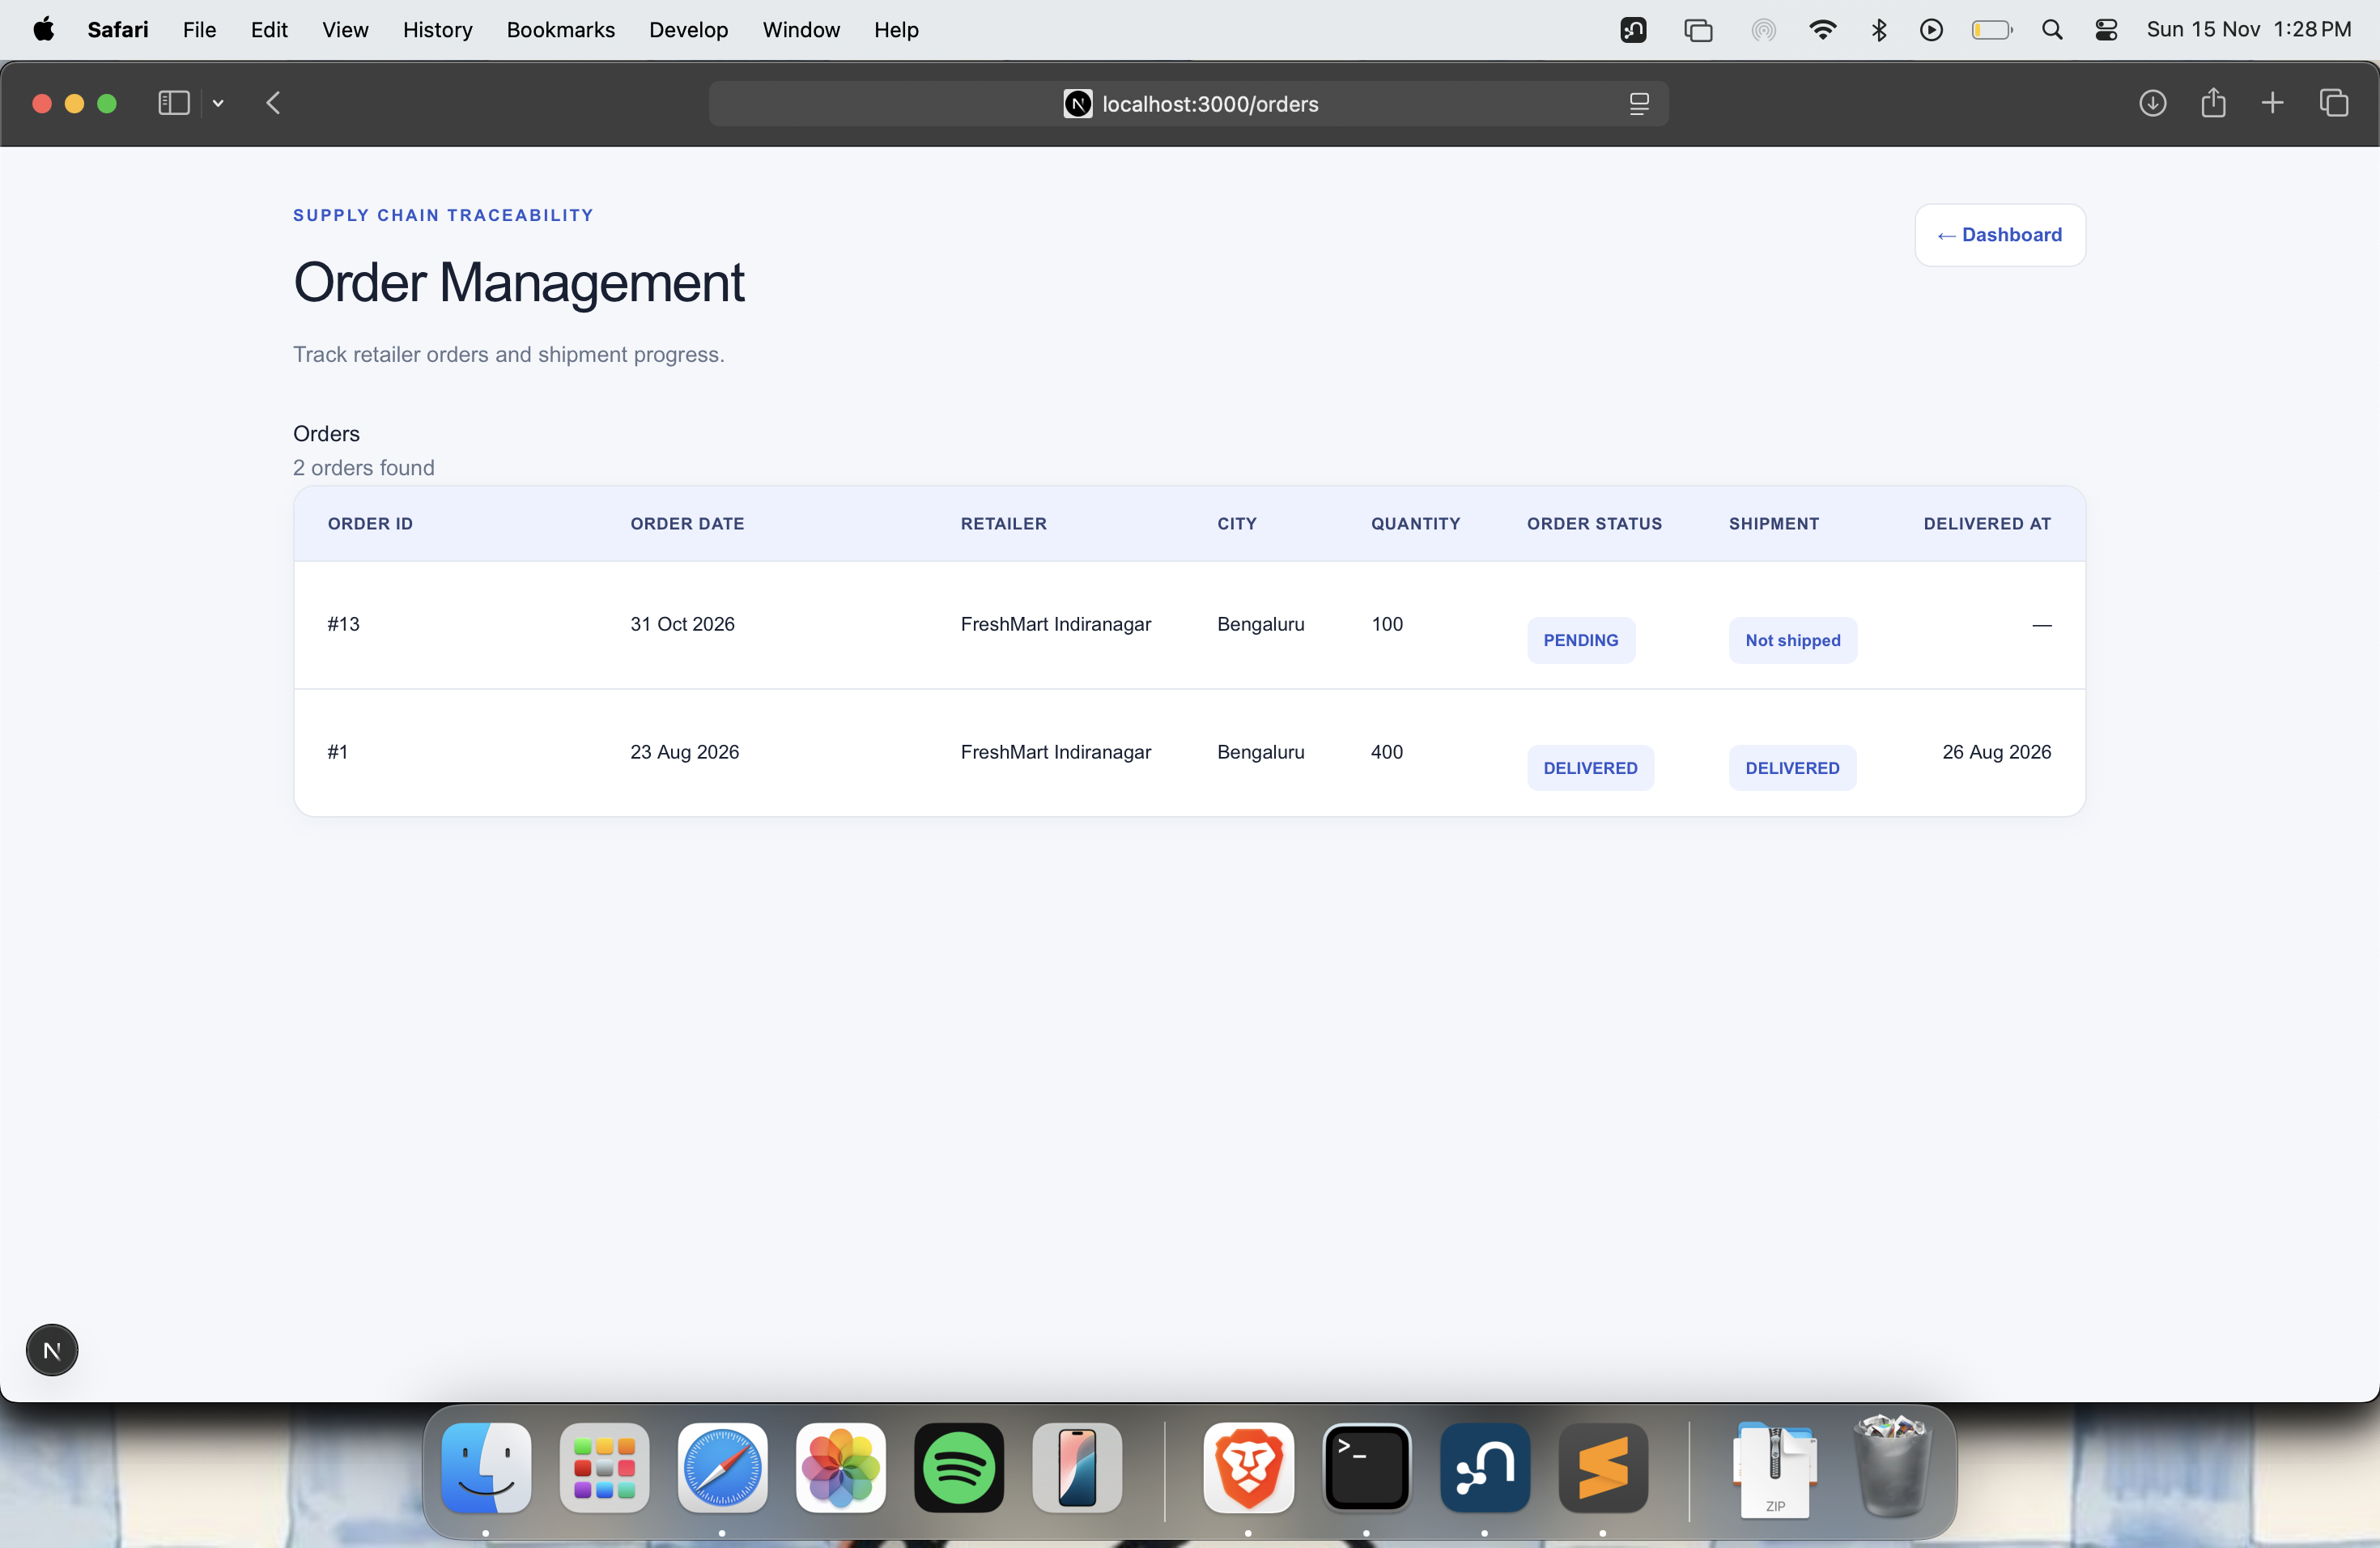 Safari File Edit View History Bookmarks Develop Window Help Sun 15 Nov 1:28 PM
localhost:3000/orders
SUPPLY CHAIN TRACEABILITY
← Dashboard
Order Management
Track retailer orders and shipment progress.
Orders
2 orders found
ORDER ID ORDER DATE RETAILER CITY QUANTITY ORDER STATUS SHIPMENT DELIVERED AT
#13 31 Oct 2026 FreshMart Indiranagar Bengaluru 100 PENDING Not shipped —
#1 23 Aug 2026 FreshMart Indiranagar Bengaluru 400 DELIVERED DELIVERED 26 Aug 2026
N
>_
ZIP